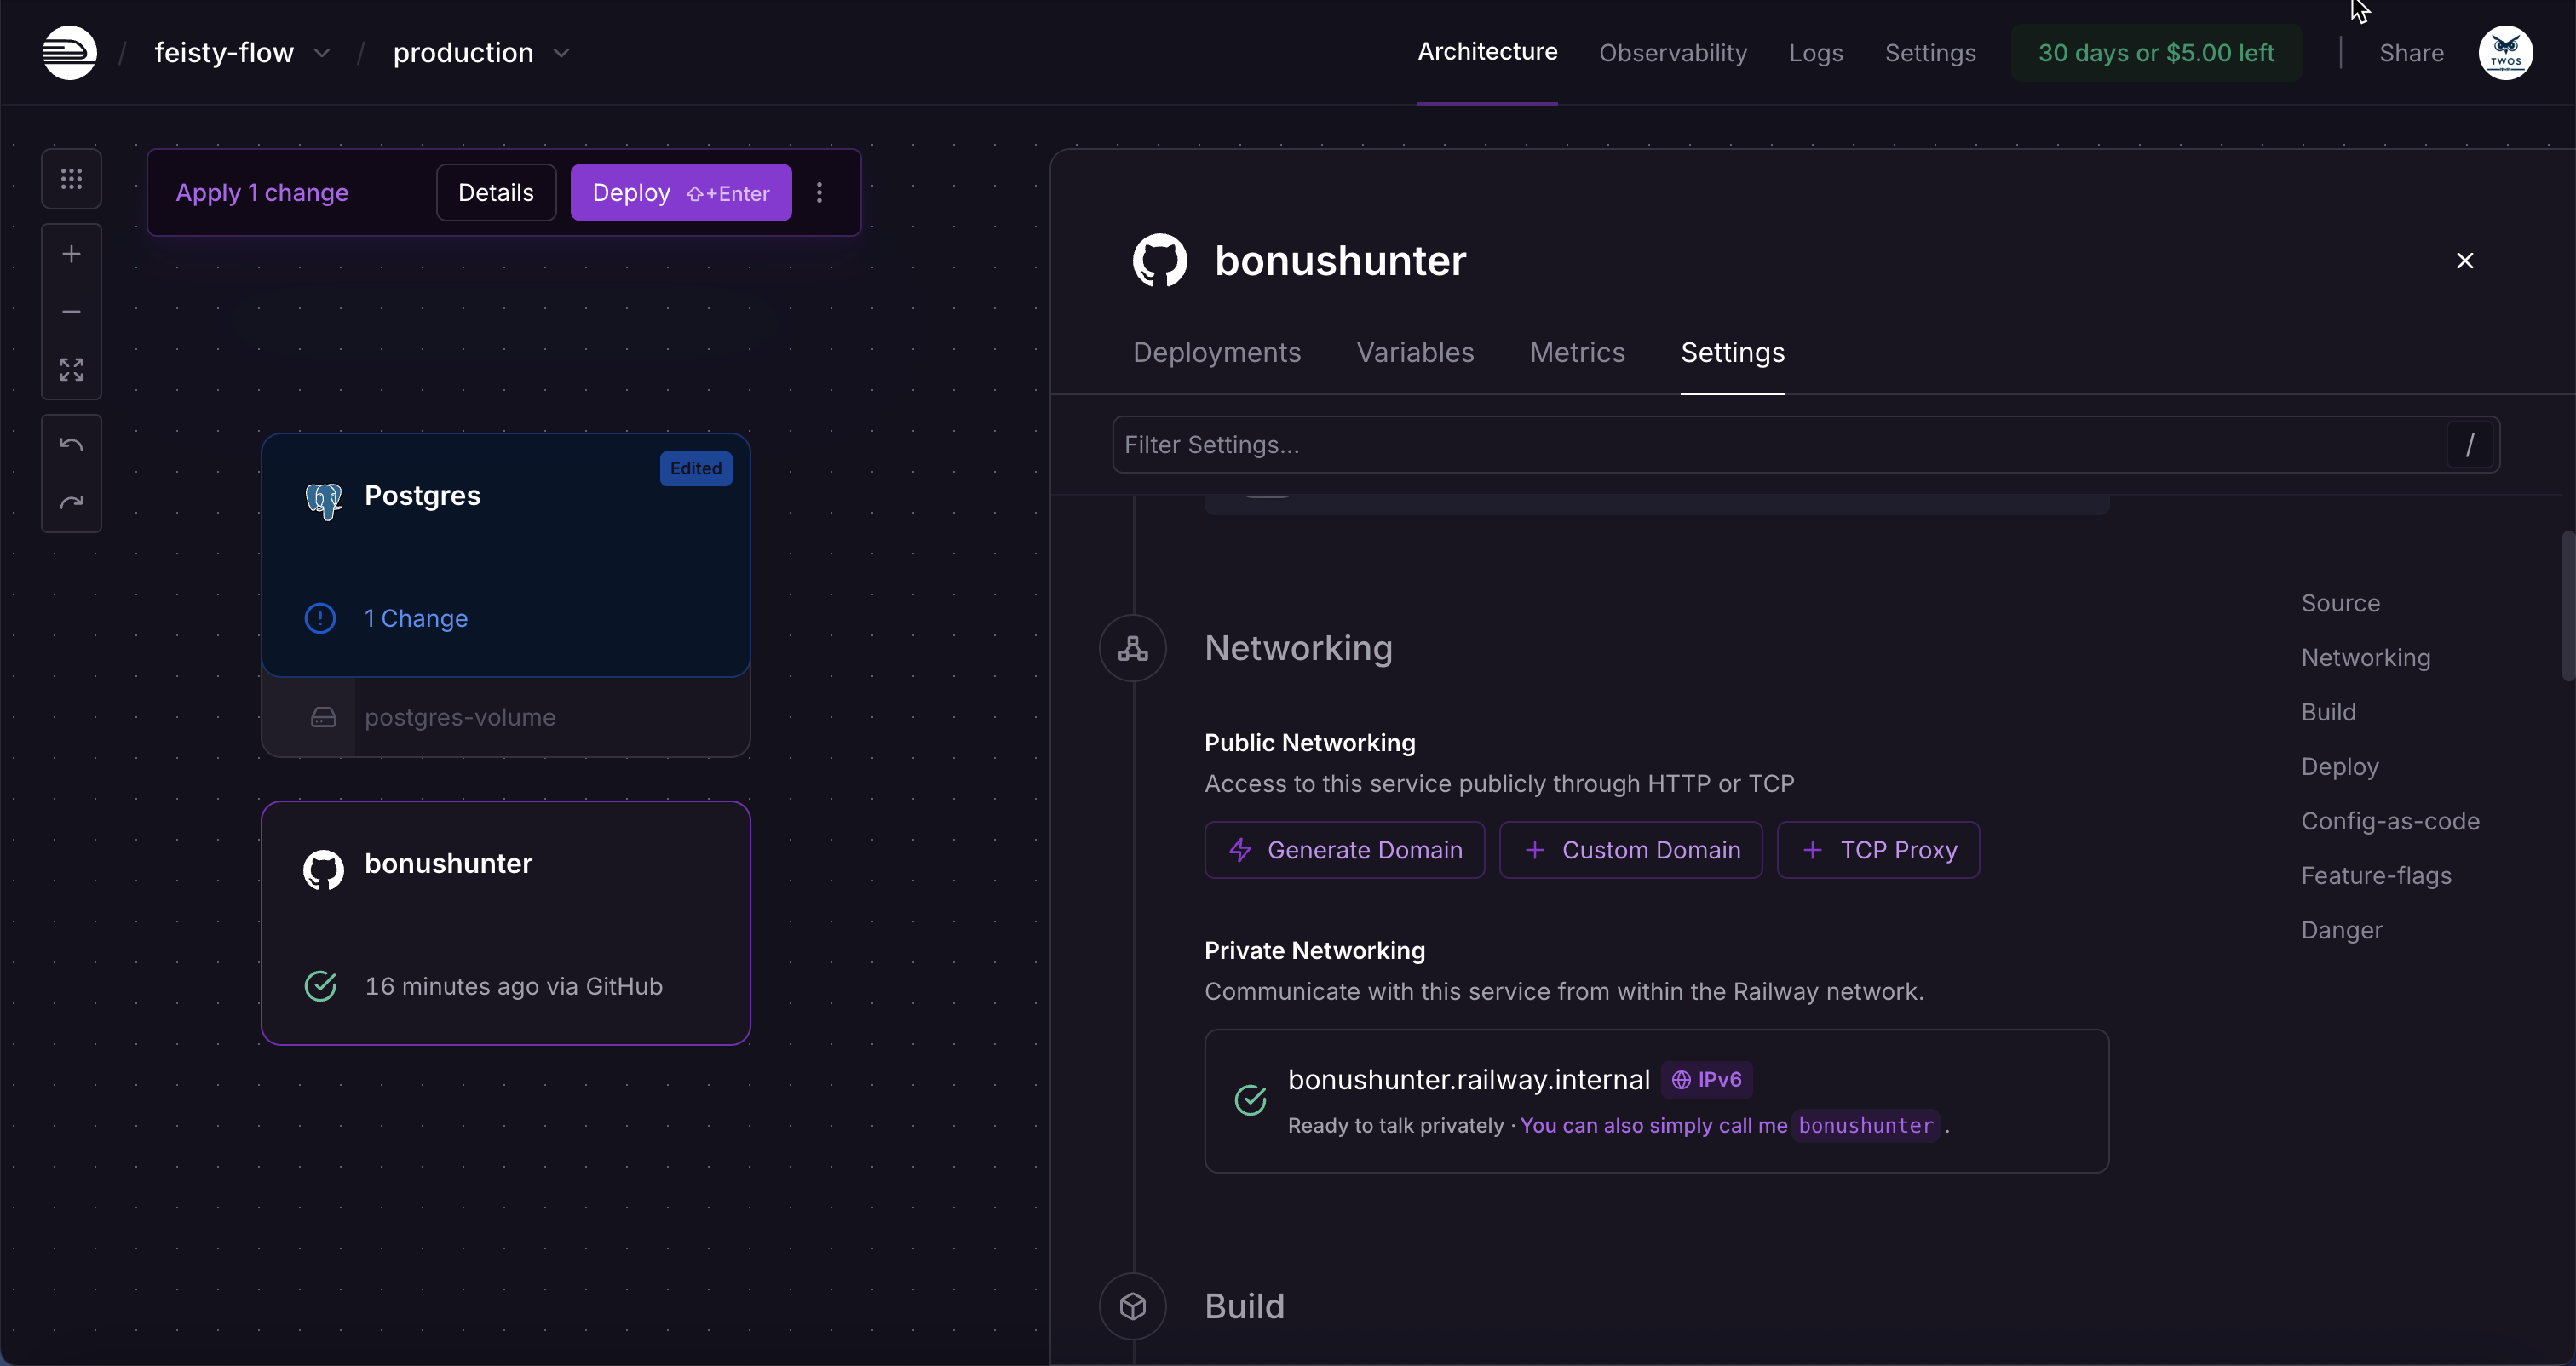 / feisty-flow / production
Architecture Observability Logs Settings 30 days or $5.00 left Share TWOS
Apply 1 change Details Deploy ⇧+Enter
Postgres Edited
1 Change
postgres-volume
bonushunter
16 minutes ago via GitHub
bonushunter
Deployments Variables Metrics Settings
Filter Settings... /
Networking
Public Networking
Access to this service publicly through HTTP or TCP
Generate Domain + Custom Domain + TCP Proxy
Private Networking
Communicate with this service from within the Railway network.
bonushunter.railway.internal IPv6
Ready to talk privately · You can also simply call me bonushunter .
Build
Source
Networking
Build
Deploy
Config-as-code
Feature-flags
Danger